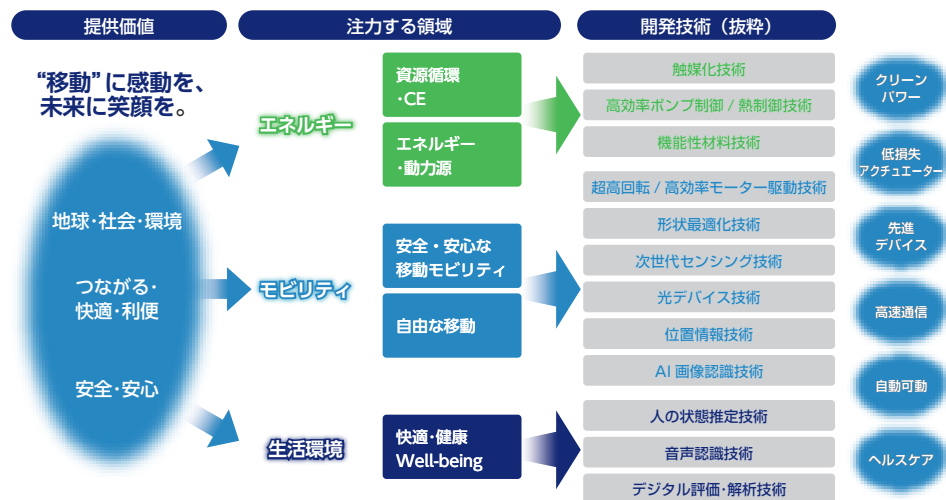 提供価値
注力する領域
開発技術（抜粋）
“移動”に感動を、
未来に笑顔を。
地球・社会・環境
つながる・
快適・利便
安全・安心
エネルギー
資源循環
・CE
エネルギー
・動力源
モビリティ
安全・安心な
移動モビリティ
自由な移動
生活環境
快適・健康
Well-being
触媒化技術
高効率ポンプ制御 / 熱制御技術
機能性材料技術
超高回転 / 高効率モーター駆動技術
形状最適化技術
次世代センシング技術
光デバイス技術
位置情報技術
AI 画像認識技術
人の状態推定技術
音声認識技術
デジタル評価・解析技術
クリーン
パワー
低損失
アクチュエーター
先進
デバイス
高速通信
自動可動
ヘルスケア